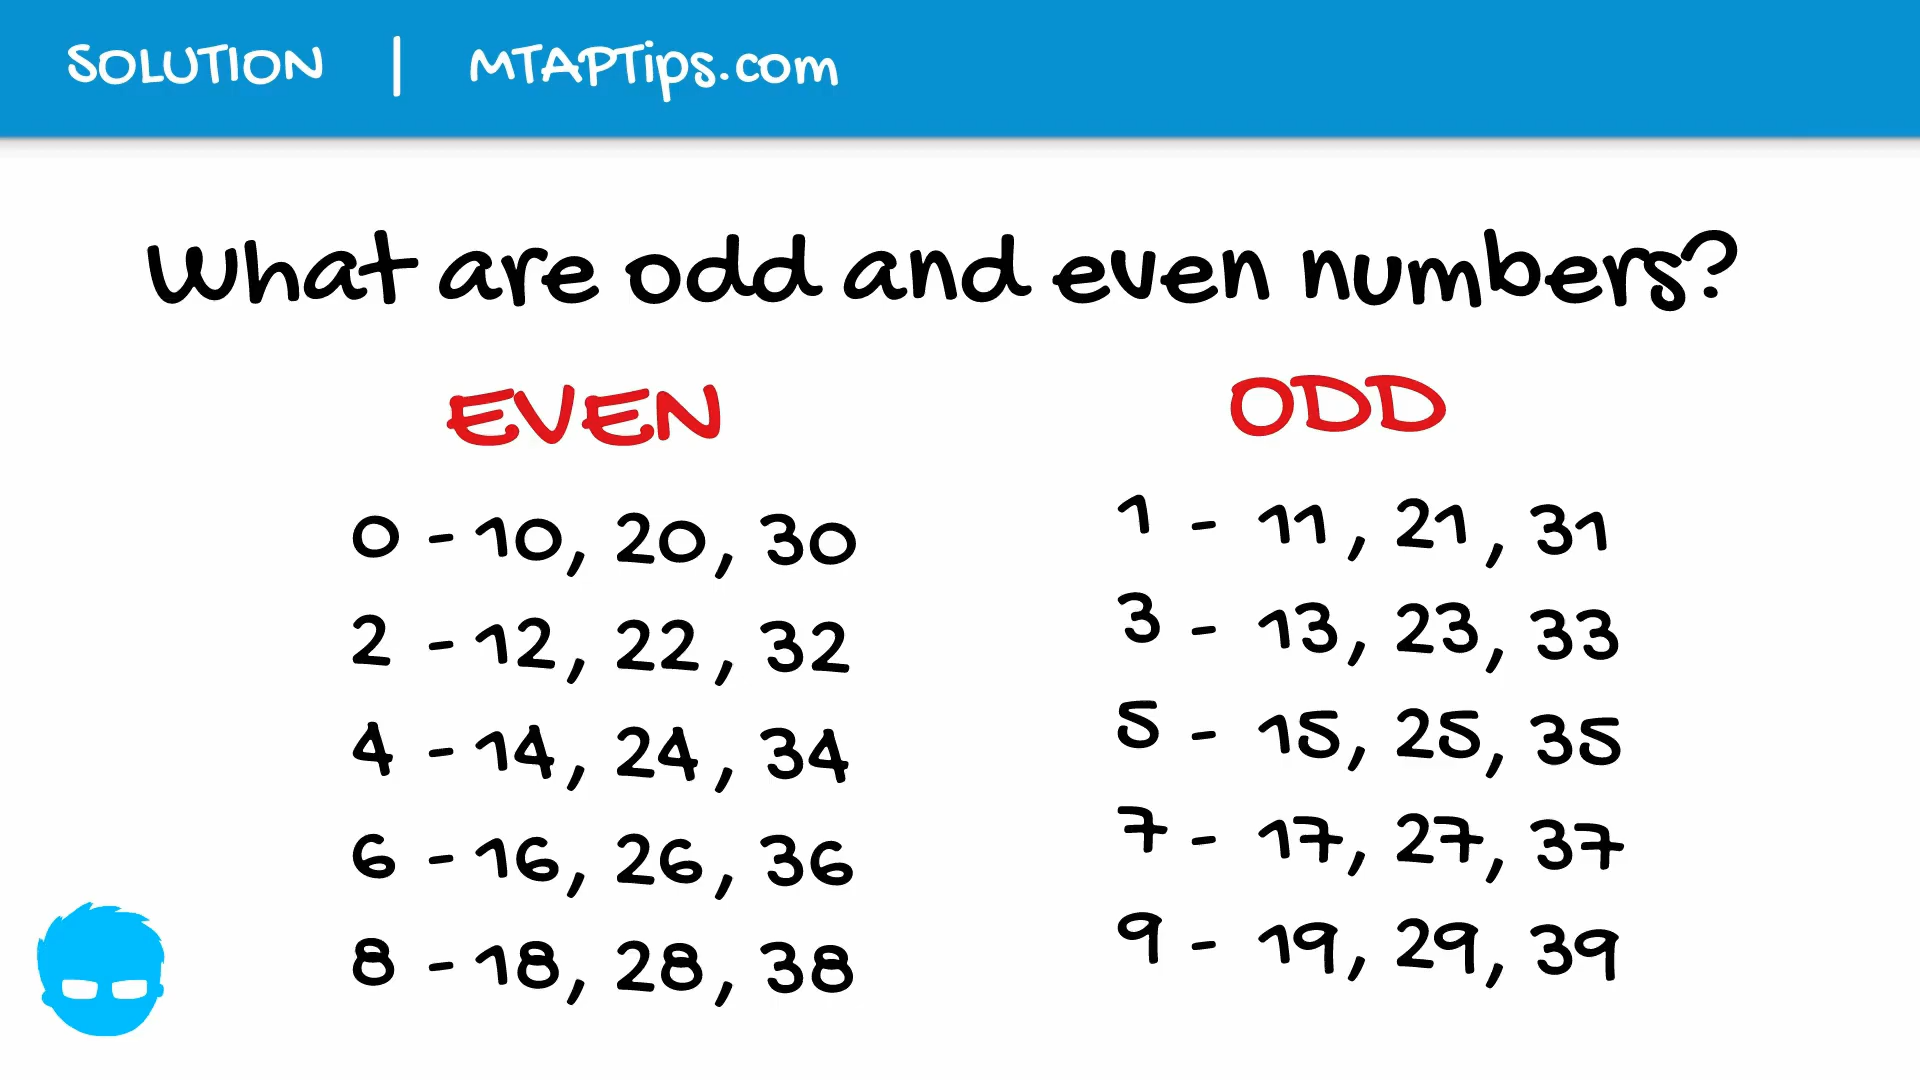 SOLUTION | MTAPTips.com
What are odd and even numbers?
EVEN
0 - 10, 20, 30
2 - 12, 22, 32
4 - 14, 24, 34
6 - 16, 26, 36
8 - 18, 28, 38
ODD
1 - 11, 21, 31
3 - 13, 23, 33
5 - 15, 25, 35
7 - 17, 27, 37
9 - 19, 29, 39